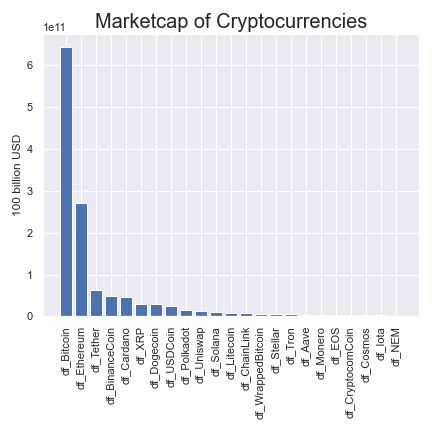 Marketcap of Cryptocurrencies
1e11
6
5
4
3
2
1
0
100 billion USD
df_Bitcoin
df_Ethereum
df_Tether
df_BinanceCoin
df_Cardano
df_XRP
df_Dogecoin
df_USDCoin
df_Polkadot
df_Uniswap
df_Solana
df_Litecoin
df_ChainLink
df_WrappedBitcoin
df_Stellar
df_Tron
df_Aave
df_Monero
df_EOS
df_CryptocomCoin
df_Cosmos
df_Iota
df_NEM